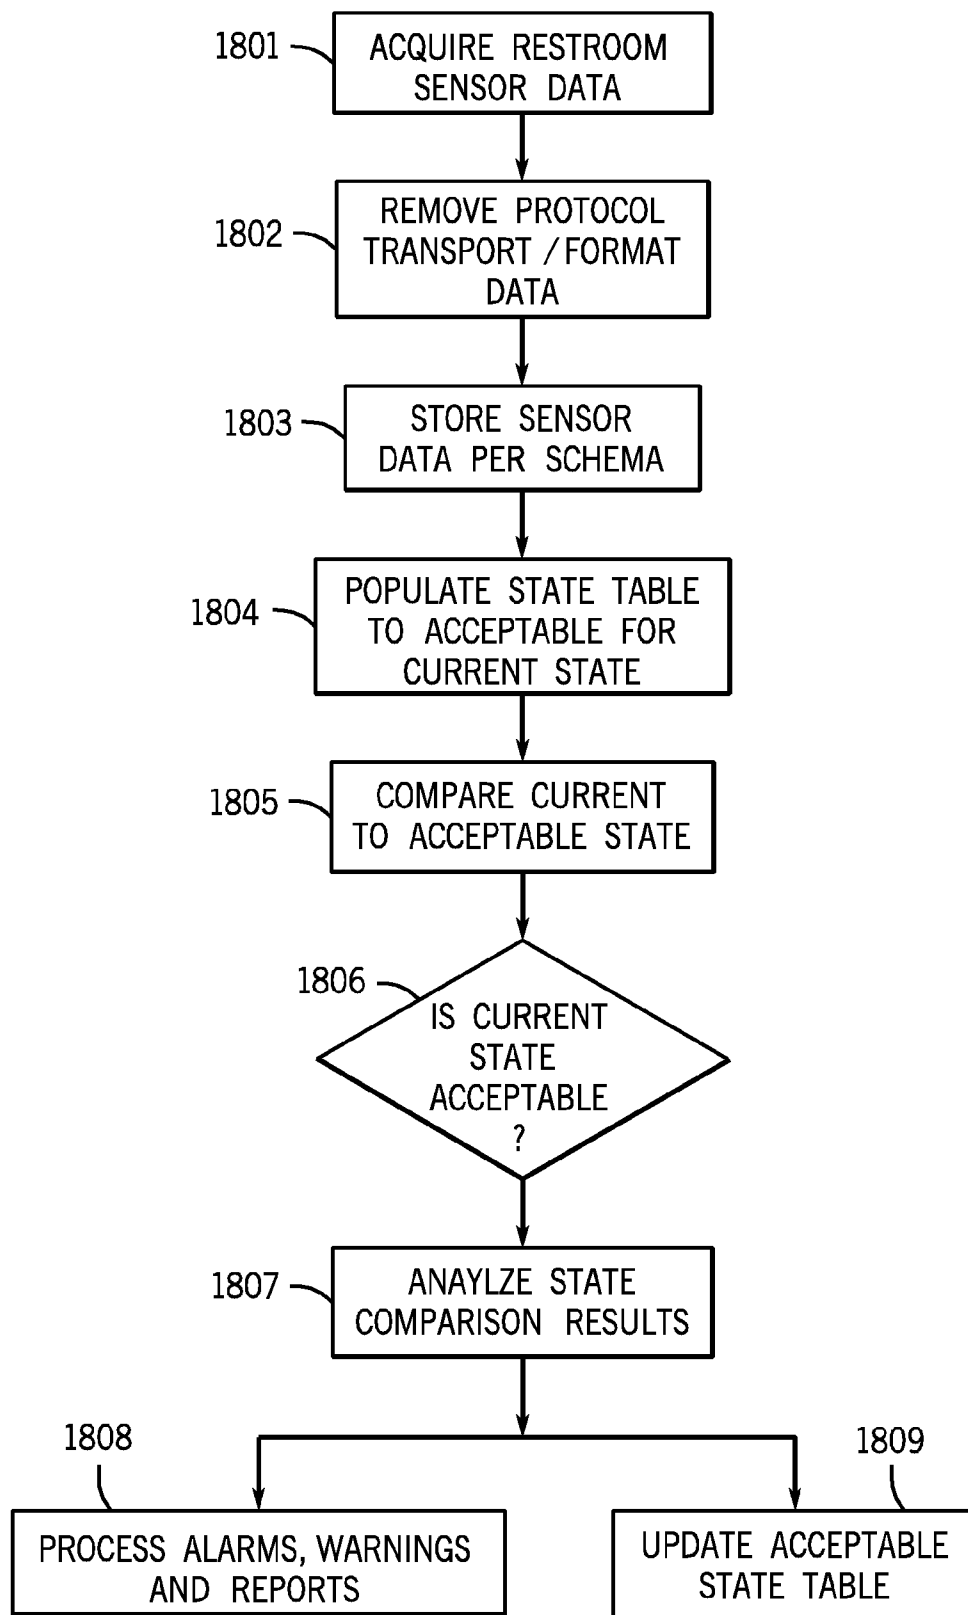 1801
ACQUIRE RESTROOM
SENSOR DATA
1802
REMOVE PROTOCOL
TRANSPORT / FORMAT
DATA
1803
STORE SENSOR
DATA PER SCHEMA
1804
POPULATE STATE TABLE
TO ACCEPTABLE FOR
CURRENT STATE
1805
COMPARE CURRENT
TO ACCEPTABLE STATE
1806
IS CURRENT
STATE
ACCEPTABLE
?
1807
ANAYLZE STATE
COMPARISON RESULTS
1808
PROCESS ALARMS, WARNINGS
AND REPORTS
1809
UPDATE ACCEPTABLE
STATE TABLE